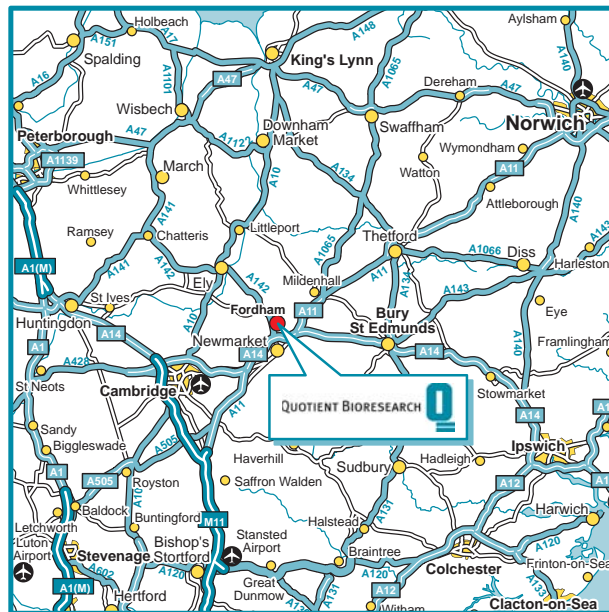 Holbeach
A17
A148
Aylsham
A151
Spalding
King's Lynn
A1065
A140
A16
A1101
A47
A47
Dereham
A47
Wisbech
Norwich
Peterborough
A47
A1122
Downham
Market
Swaffham
Wymondham
A1139
March
A134
Watton
A11
Whittlesey
A10
Attleborough
A141
A140
Ramsey
Chatteris
Littleport
A1065
Thetford
A1066
Diss
A143
Harleston
A1(M)
A141
A142
Ely
A142
Mildenhall
A11
A134
A143
St Ives
A10
Fordham
A11
Bury
St Edmunds
Eye
Huntingdon
A14
Newmarket
A14
A14
A140
Framlingham
A1
A428
St Neots
Cambridge
A11
Stowmarket
A14
QUOTIENT BIORESEARCH
Sandy
Biggleswade
A505
Haverhill
Sudbury
Hadleigh
Ipswich
A1
A505
Royston
Saffron Walden
A12
Baldock
A10
Letchworth
Buntingford
M11
Halstead
A131
Harwich
Luton
Airport
Stevenage
Bishop's
Stortford
Stansted
Airport
Braintree
Colchester
A120
A602
A120
Great
Dunmow
A120
A12
Frinton-on-Sea
A133
A1(M)
Hertford
A131
A131
Witham
Clacton-on-Sea